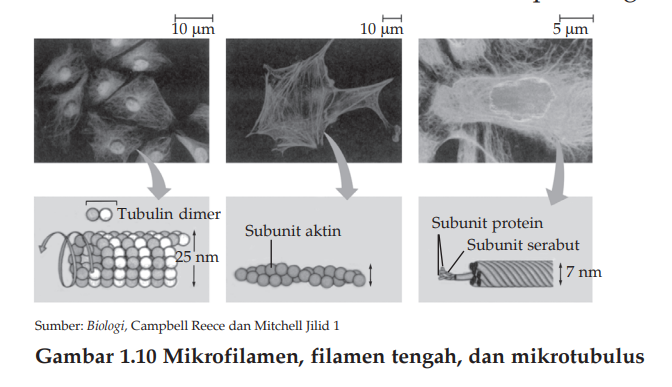 10 µm
10 µm
5 µm
Tubulin dimer
25 nm
Subunit aktin
Subunit protein
Subunit serabut
7 nm
Sumber: Biologi, Campbell Reece dan Mitchell Jilid 1
Gambar 1.10 Mikrofilamen, filamen tengah, dan mikrotubulus